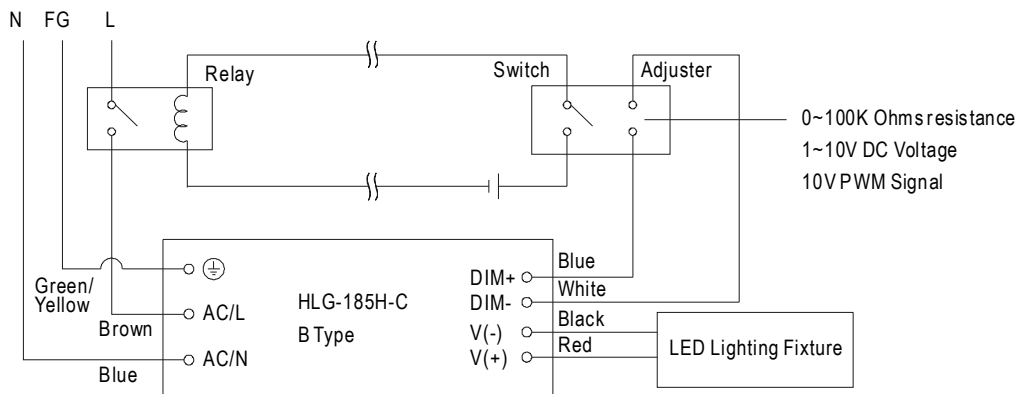 N FG L
Relay
Switch
Adjuster
0~100K Ohms resistance
1~10V DC Voltage
10V PWM Signal
Green/
Yellow
Brown
Blue
AC/L
AC/N
HLG-185H-C
B Type
DIM+
DIM-
V(-)
V(+)
Blue
White
Black
Red
LED Lighting Fixture